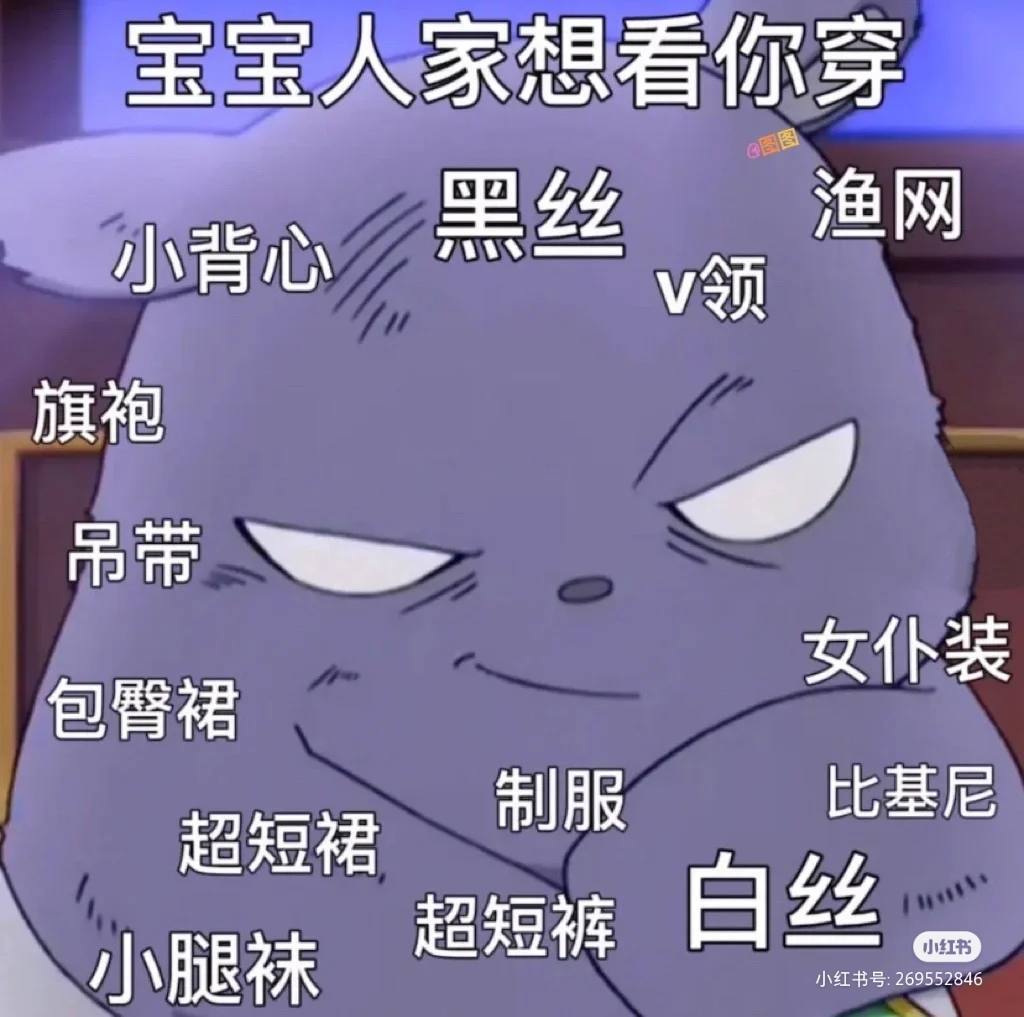 宝宝人家想看你穿
@图图
黑丝
渔网
小背心
v领
旗袍
吊带
女仆装
包臀裙
制服
比基尼
超短裙
白丝
超短裤
小腿袜
小红书
小红书号: 269552846